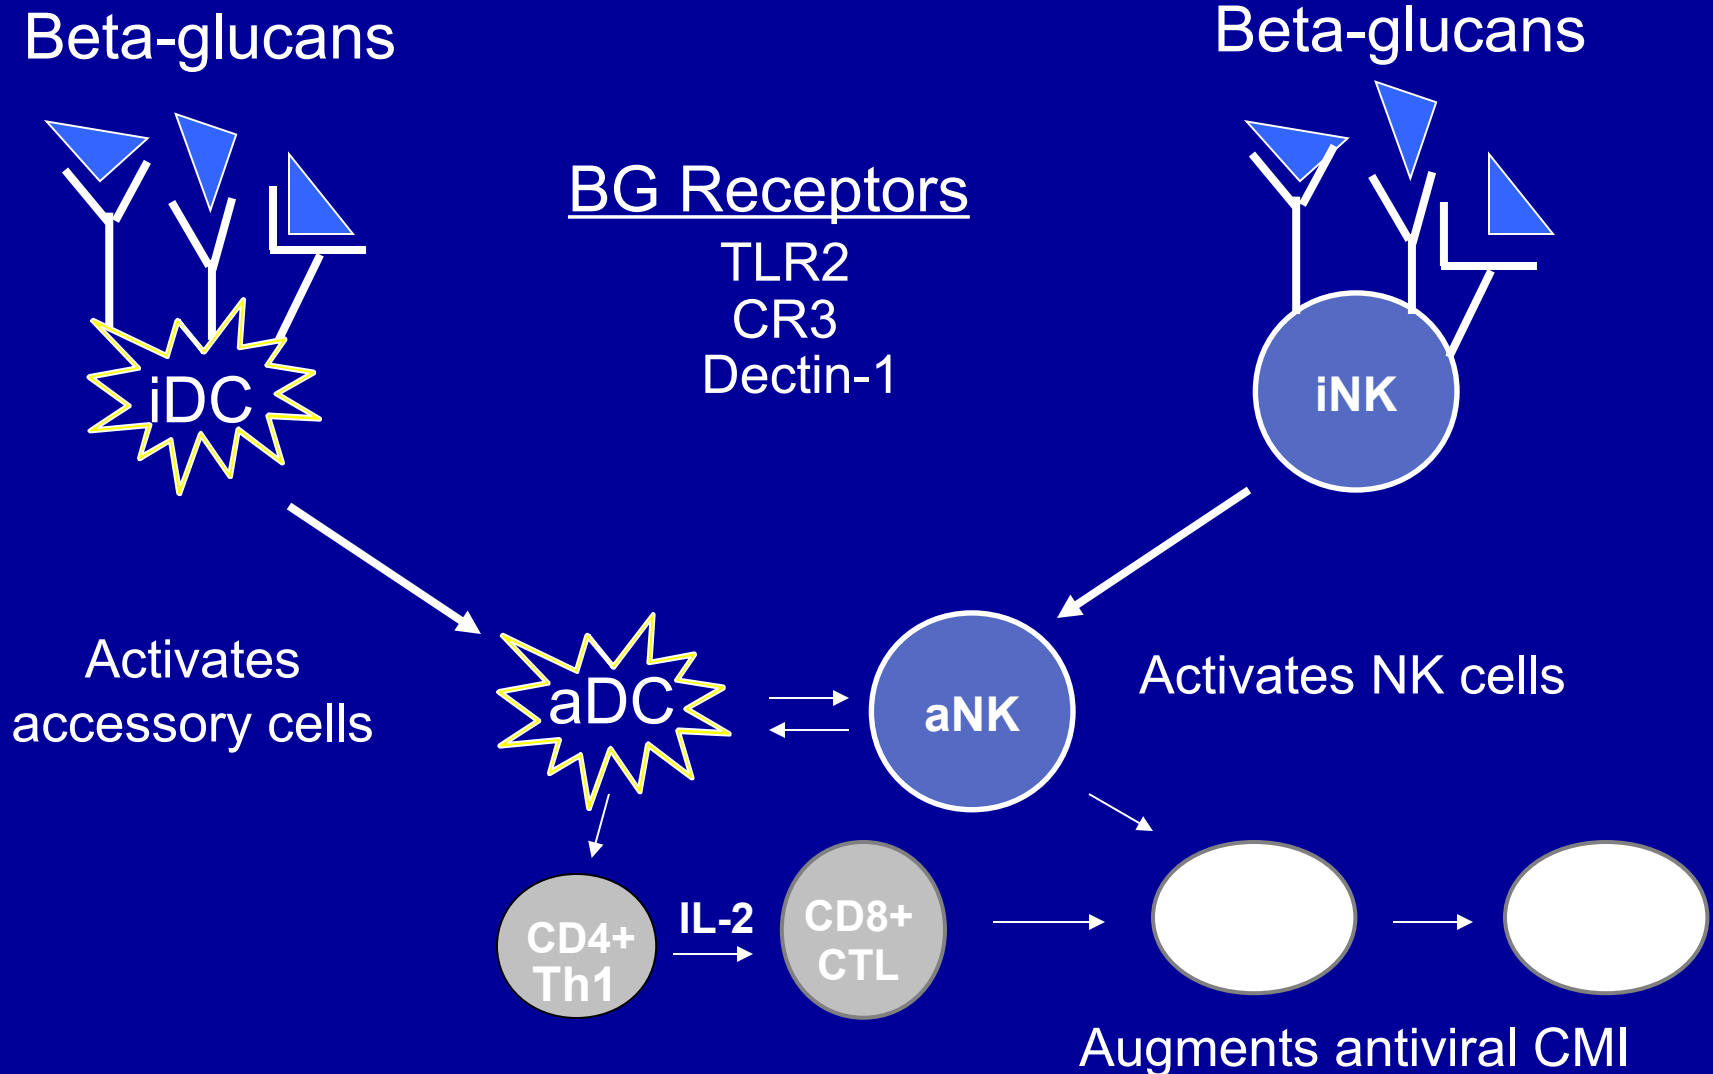 Beta-glucans
Beta-glucans
BG Receptors
TLR2
CR3
Dectin-1
iDC
iNK
Activates
accessory cells
aDC
aNK
Activates NK cells
CD4+
Th1
IL-2
CD8+
CTL
Augments antiviral CMI